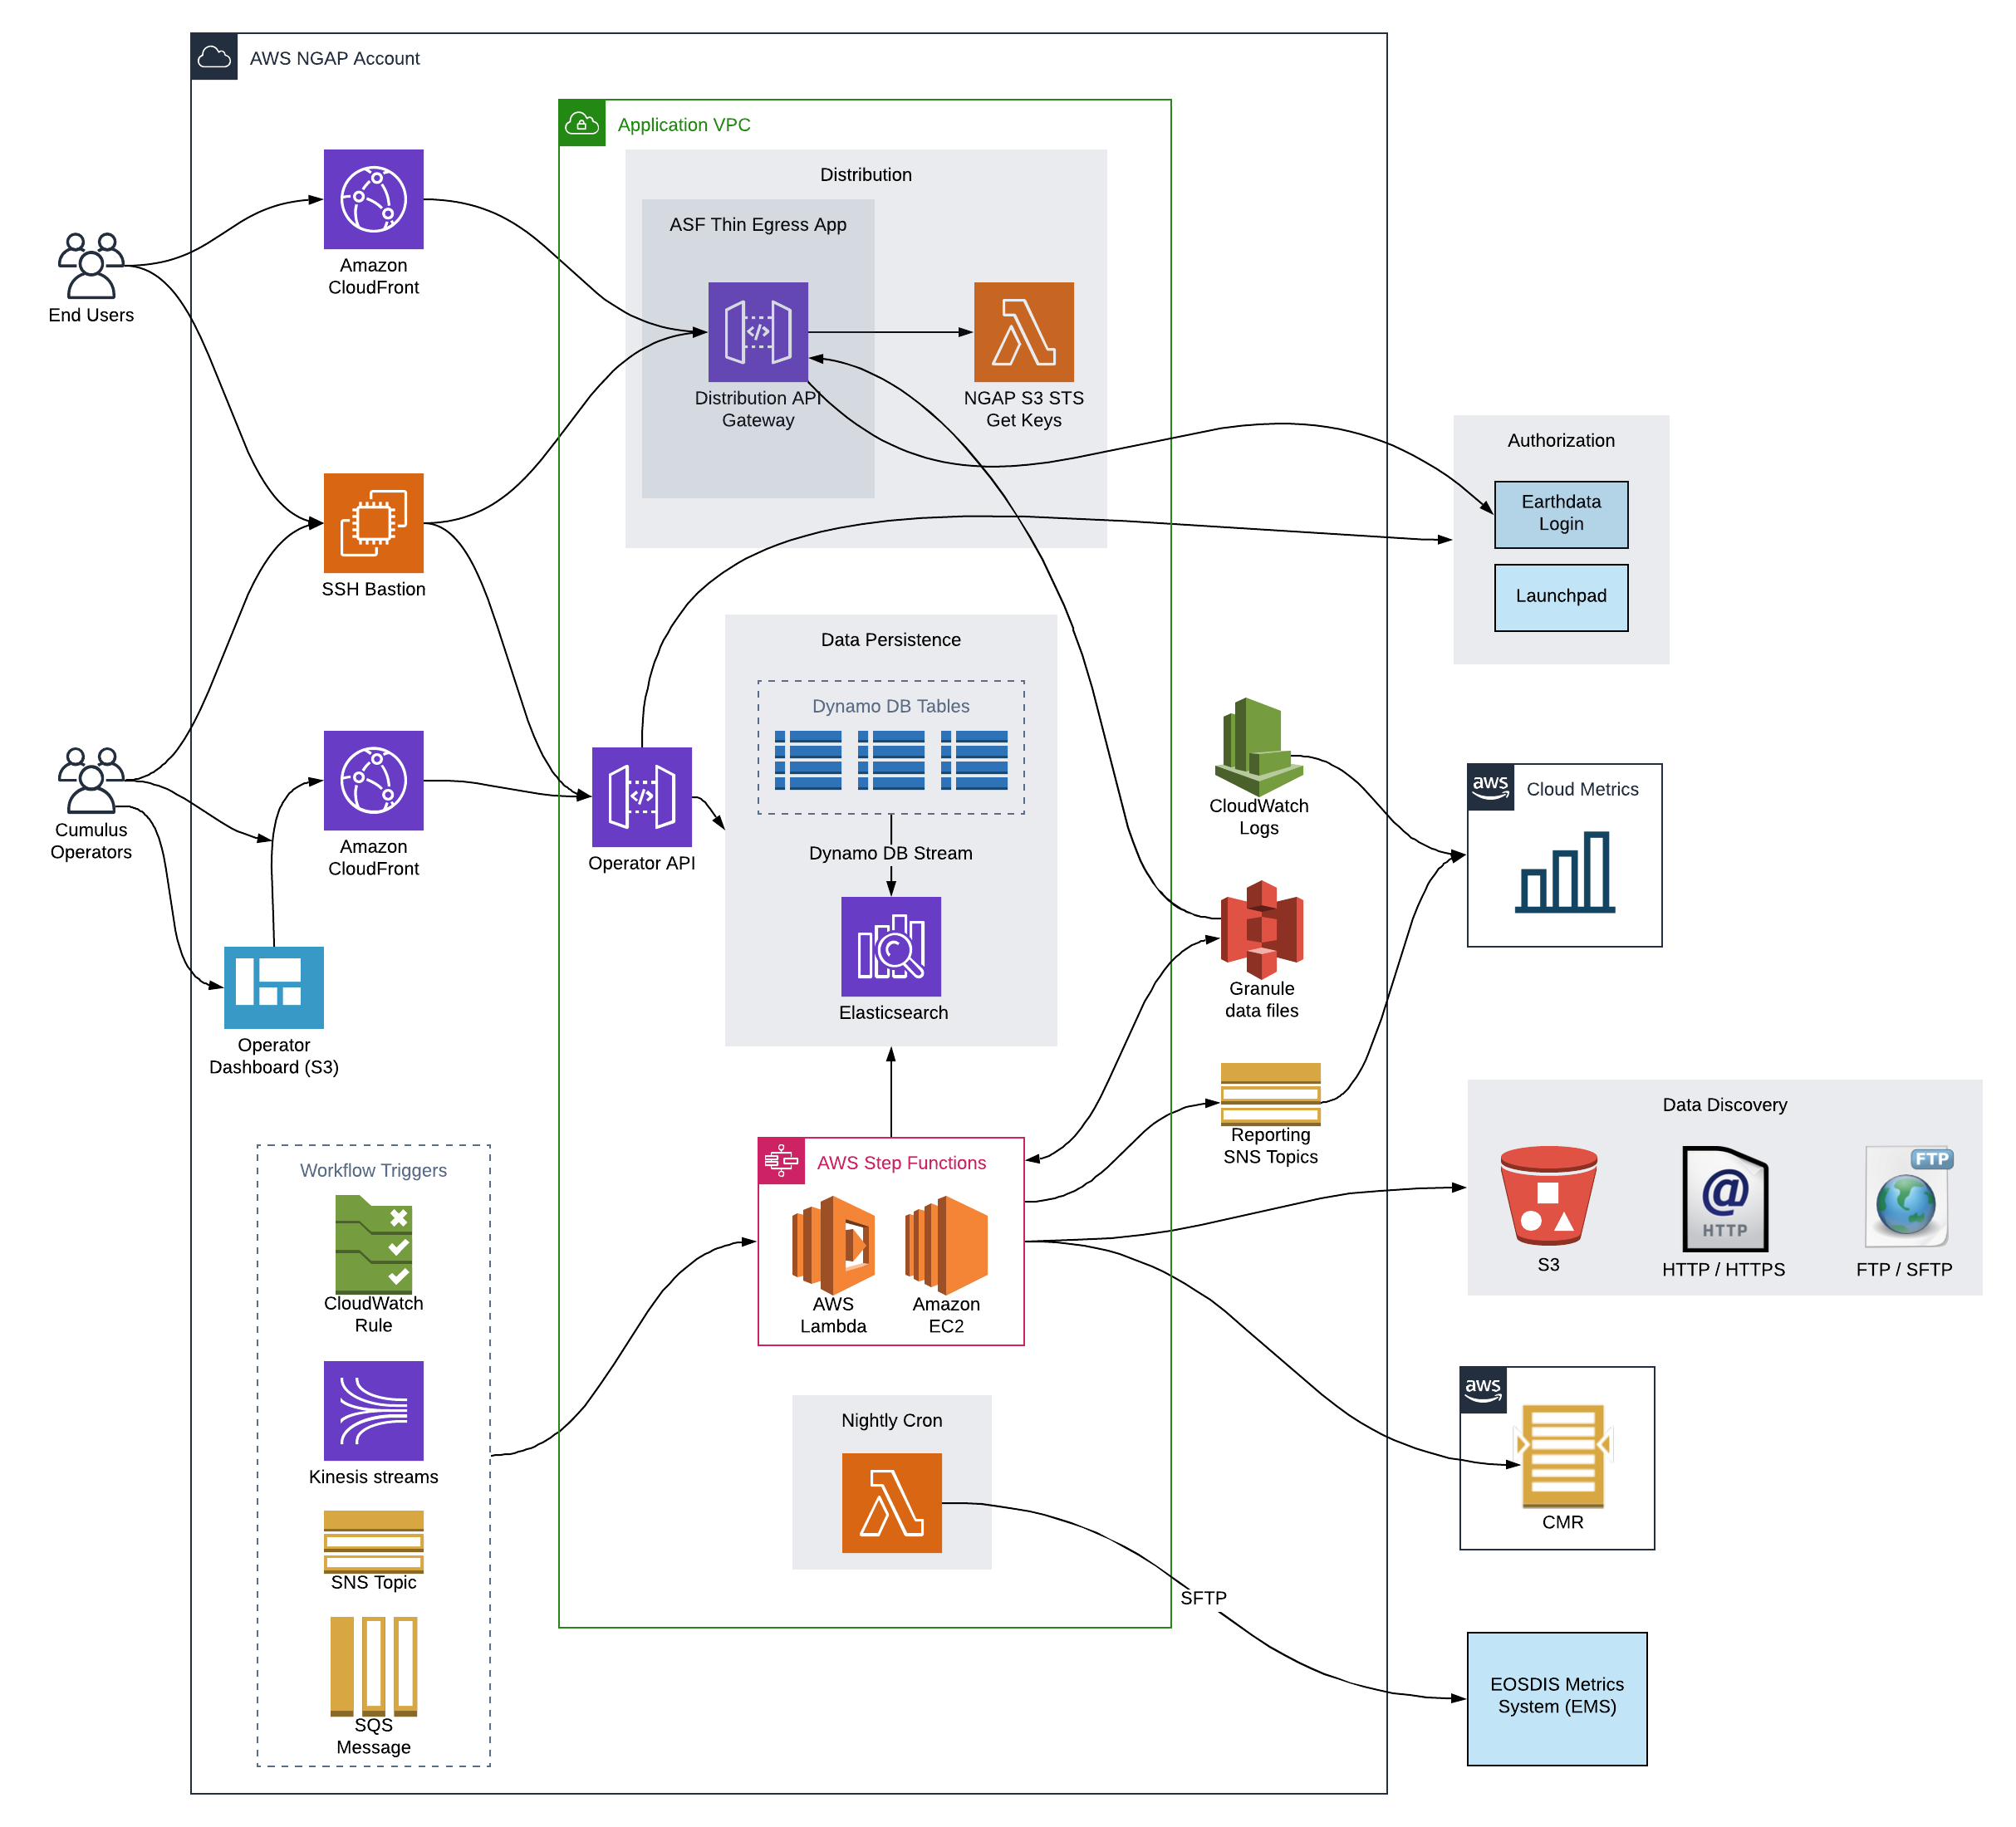 AWS NGAP Account
Application VPC
Distribution
ASF Thin Egress App
Amazon
CloudFront
End Users
Distribution API
Gateway
NGAP S3 STS
Get Keys
Authorization
Earthdata
Login
Launchpad
SSH Bastion
Data Persistence
Dynamo DB Tables
Dynamo DB Stream
Elasticsearch
Cumulus
Operators
Amazon
CloudFront
Operator API
CloudWatch
Logs
aws
Cloud Metrics
Granule
data files
Operator
Dashboard (S3)
Reporting
SNS Topics
Data Discovery
S3
HTTP
HTTP / HTTPS
FTP
FTP / SFTP
Workflow Triggers
CloudWatch
Rule
Kinesis streams
SNS Topic
SQS
Message
AWS Step Functions
AWS
Lambda
Amazon
EC2
Nightly Cron
SFTP
aws
CMR
EOSDIS Metrics
System (EMS)